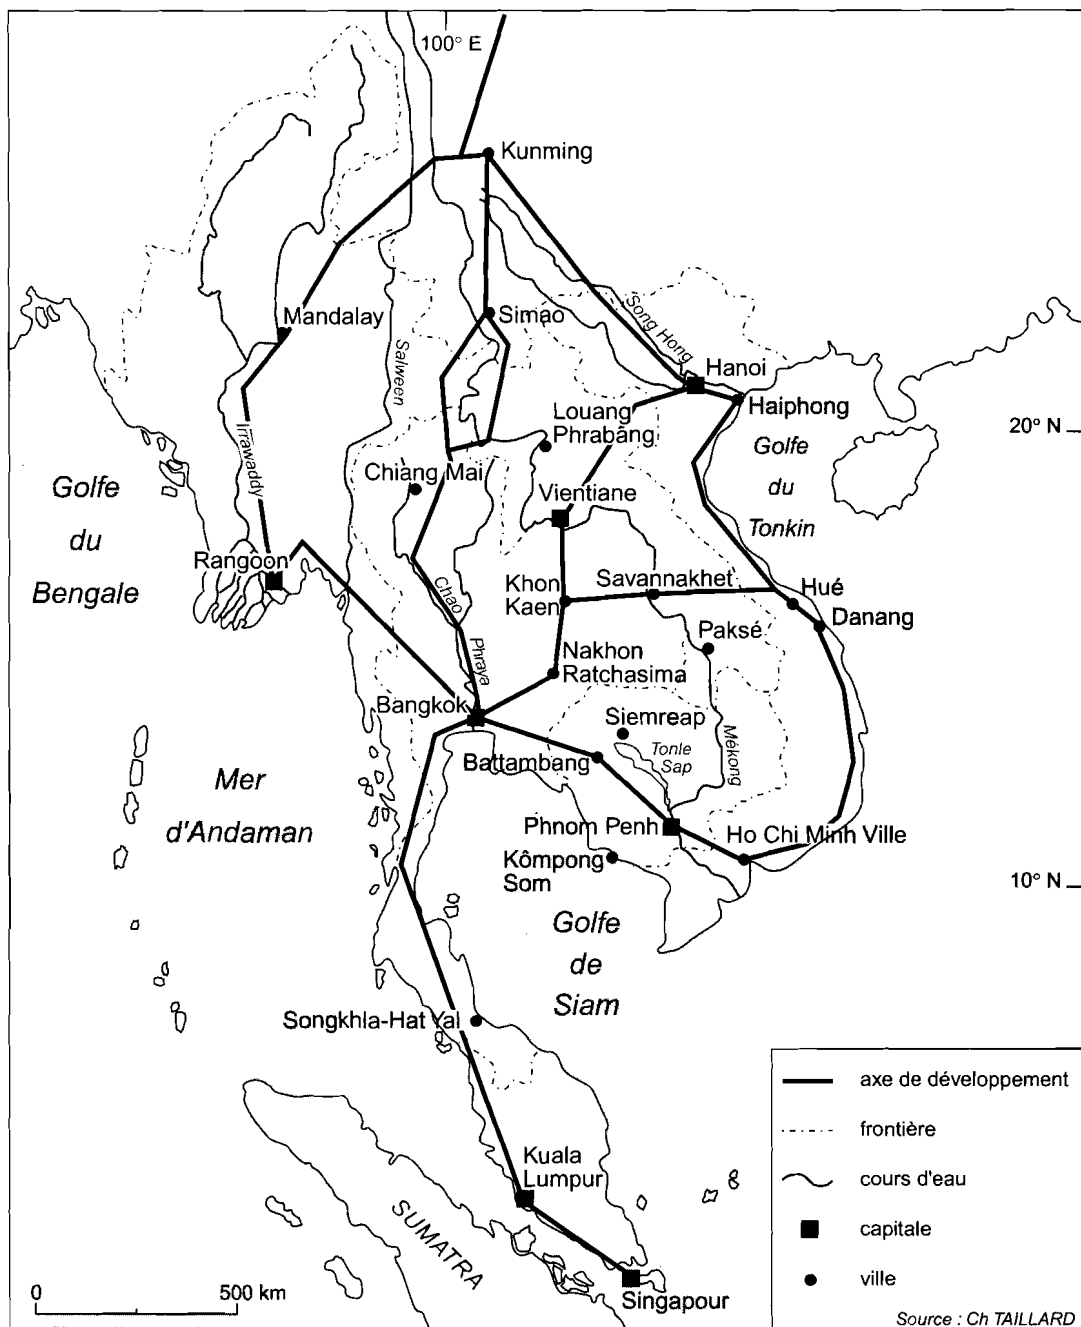 100° E
Kunming
Mandalay
Simao
Salween
Song Hong
Hanoi
Haiphong
Louang
Phrabāng
20° N
Golfe
du
Tonkin
Irrawaddy
Chiang Mai
Vientiane
Golfe
du
Bengale
Rangoon
Khon
Kaen
Savannakhet
Hué
Danang
Chao
Phraya
Paksé
Nakhon
Ratchasima
Bangkok
Siemreap
Tonle
Sap
Mékong
Battambang
Mer
d'Andaman
Phnom Penh
Ho Chi Minh Ville
Kômpong
Som
10° N
Golfe
de
Siam
Songkhla-Hat Yai
axe de développement
frontière
Kuala
Lumpur
cours d'eau
SUMATRA
capitale
0 500 km
ville
Singapour
Source : Ch TAILLARD